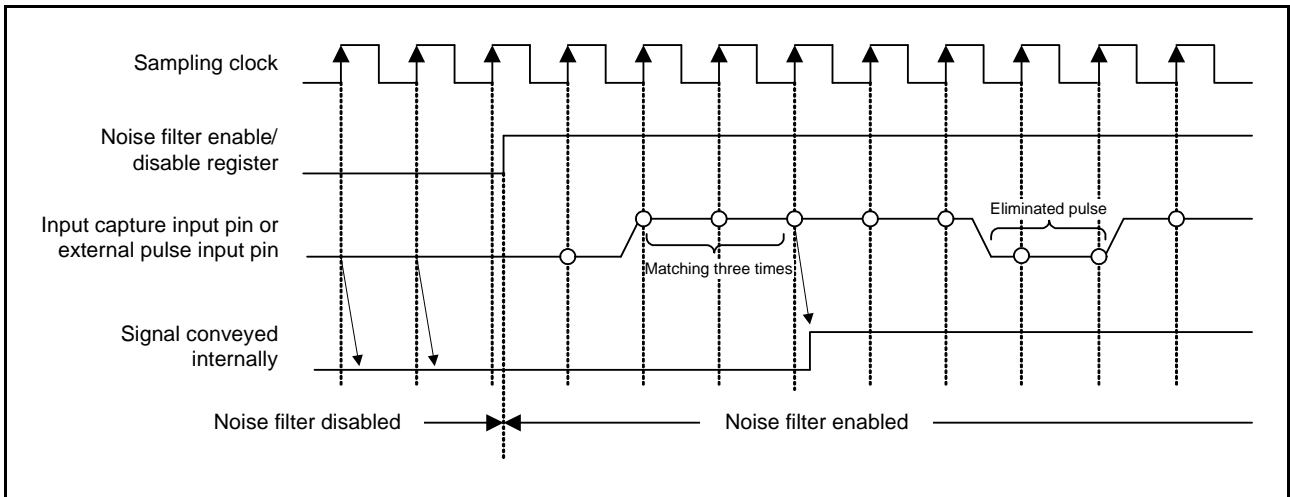 Sampling clock
Noise filter enable/
disable register
Input capture input pin or
external pulse input pin
Eliminated pulse
Matching three times
Signal conveyed
internally
Noise filter disabled
Noise filter enabled